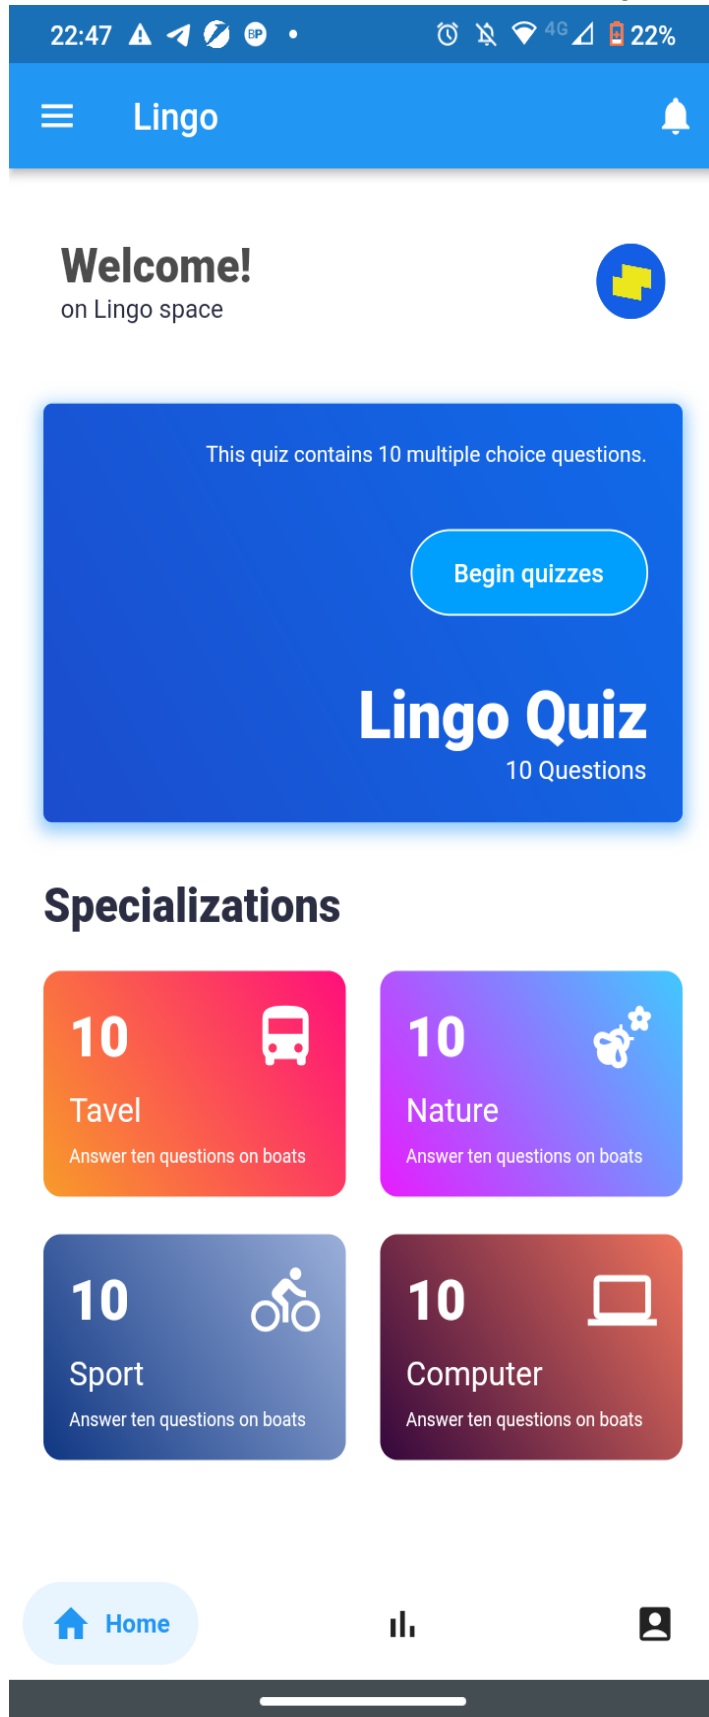 22:47 BP 4G 22%
Lingo
Welcome!
on Lingo space
This quiz contains 10 multiple choice questions.
Begin quizzes
Lingo Quiz
10 Questions
Specializations
10
Tavel
Answer ten questions on boats
10
Nature
Answer ten questions on boats
10
Sport
Answer ten questions on boats
10
Computer
Answer ten questions on boats
Home